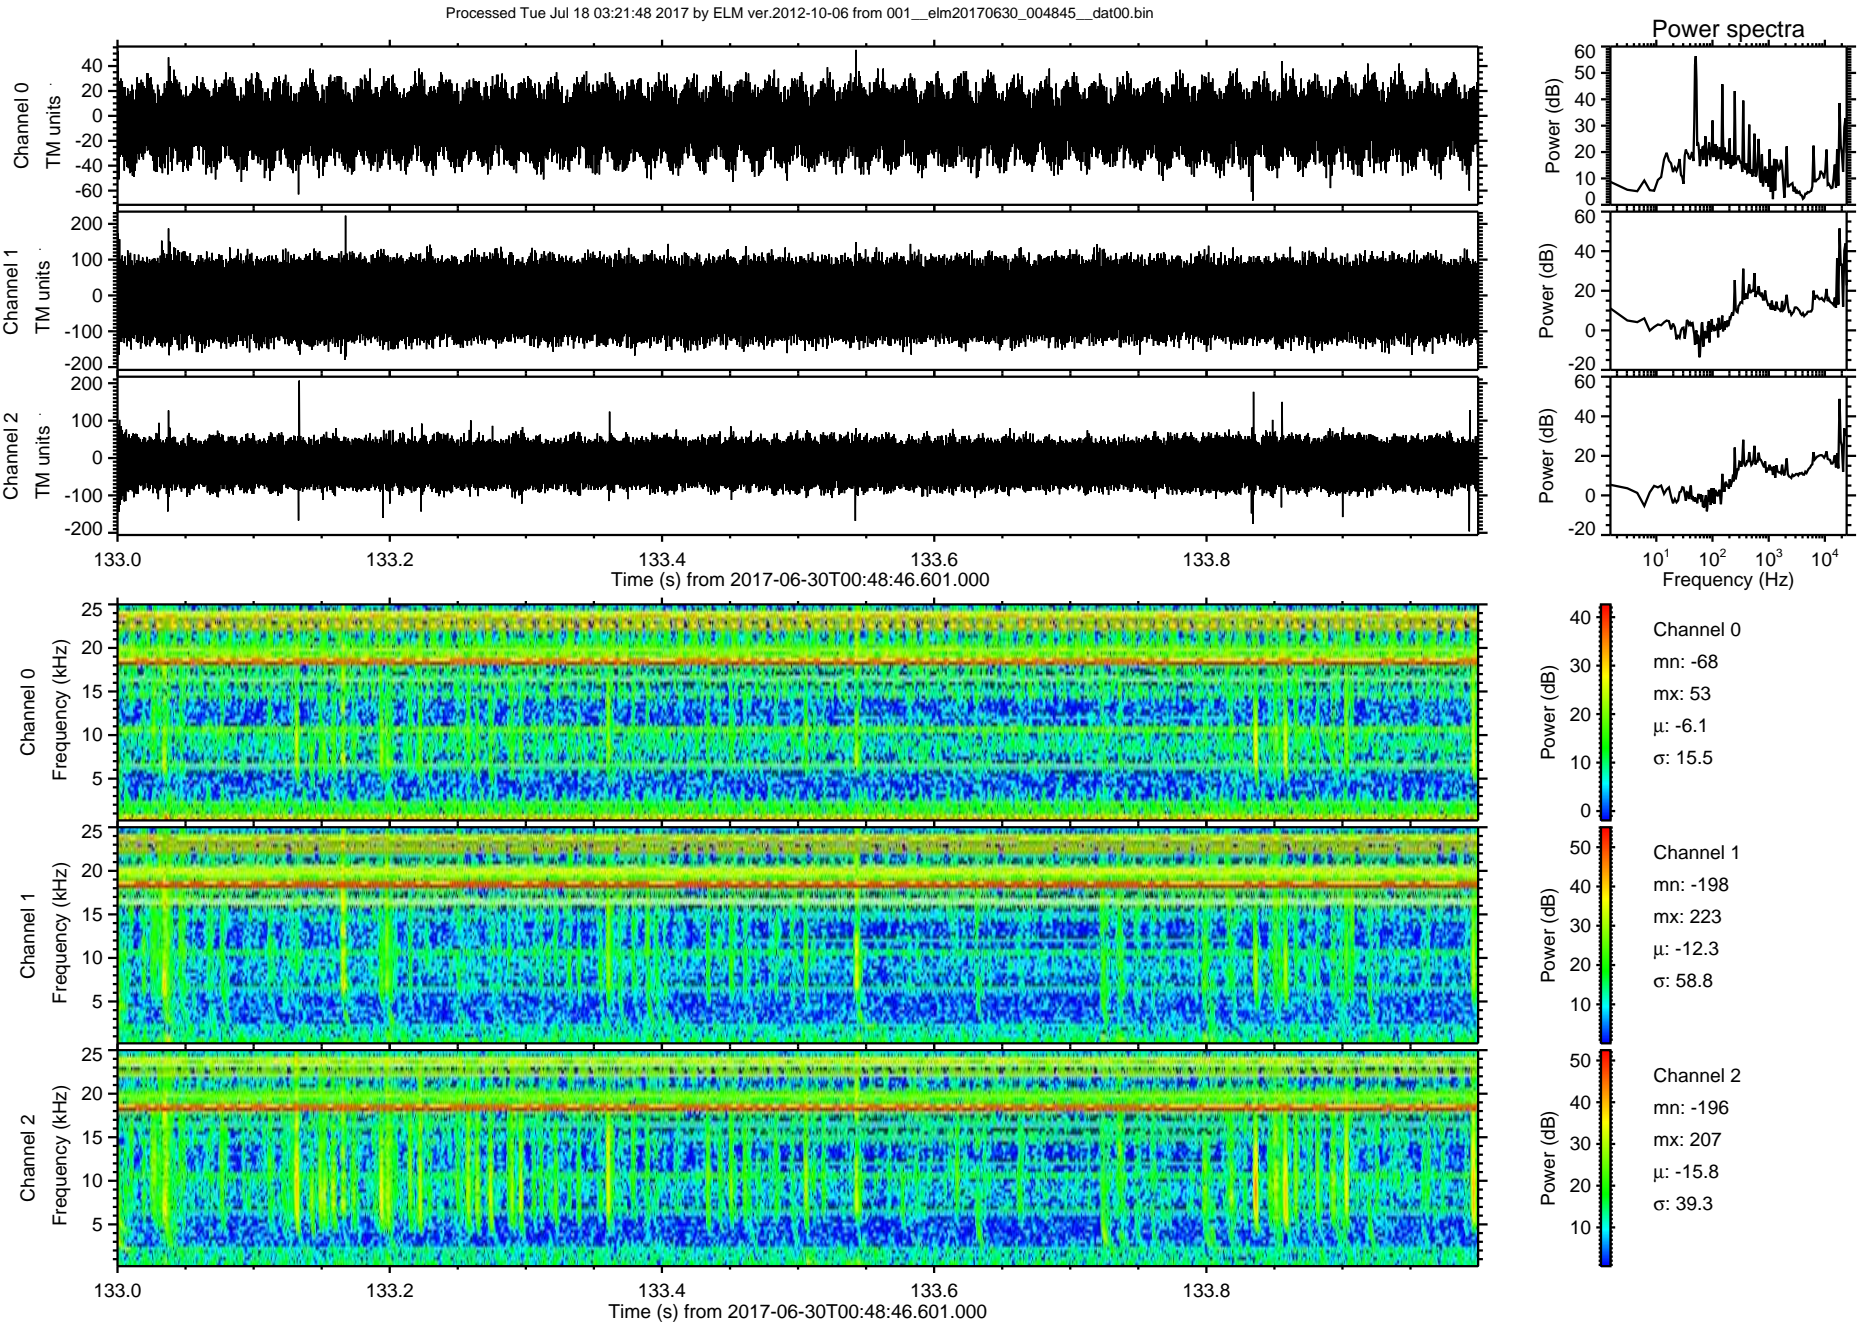 Processed Tue Jul 18 03:21:48 2017 by ELM ver.2012-10-06 from 001__elm20170630_004845__dat00.bin
Power spectra
Channel 0
TM units
40
20
0
-20
-40
-60
Power (dB)
60
50
40
30
20
10
0
Channel 1
TM units
200
100
0
-100
-200
Power (dB)
60
40
20
0
-20
Channel 2
TM units
200
100
0
-100
-200
Power (dB)
60
40
20
0
-20
133.0 133.2 133.4 133.6 133.8
Time (s) from 2017-06-30T00:48:46.601.000
10^1 10^2 10^3 10^4
Frequency (Hz)
Channel 0
Frequency (kHz)
25
20
15
10
5
Power (dB)
40
30
20
10
0
Channel 0
mn: -68
mx: 53
μ: -6.1
σ: 15.5
Channel 1
Frequency (kHz)
25
20
15
10
5
Power (dB)
50
40
30
20
10
Channel 1
mn: -198
mx: 223
μ: -12.3
σ: 58.8
Channel 2
Frequency (kHz)
25
20
15
10
5
Power (dB)
50
40
30
20
10
Channel 2
mn: -196
mx: 207
μ: -15.8
σ: 39.3
133.0 133.2 133.4 133.6 133.8
Time (s) from 2017-06-30T00:48:46.601.000